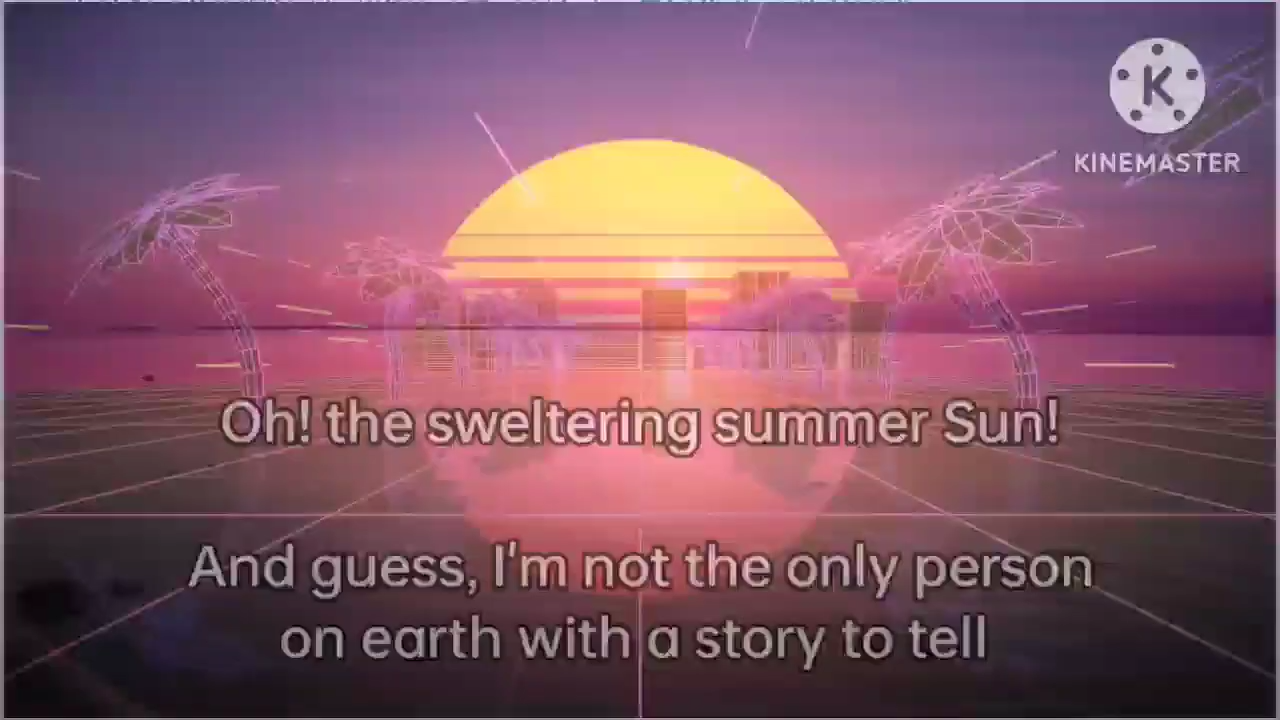 K
KINEMASTER
Oh! the sweltering summer Sun!
And guess, I'm not the only person
on earth with a story to tell